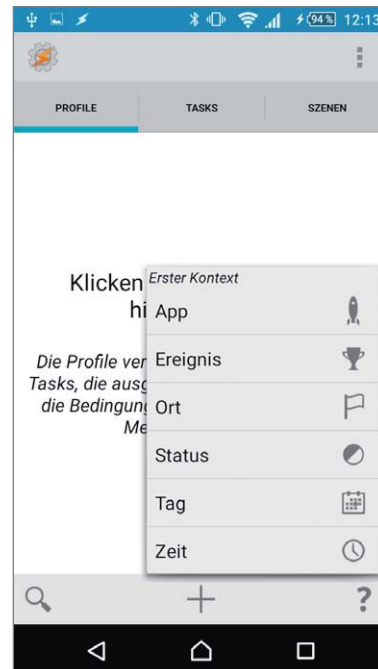 94% 12:13
PROFILE TASKS SZENEN
Klicken
hi
Erster Kontext
App
Ereignis
Ort
Status
Tag
Zeit
Die Profile ver
Tasks, die ausg
die Bedingung
Me
?